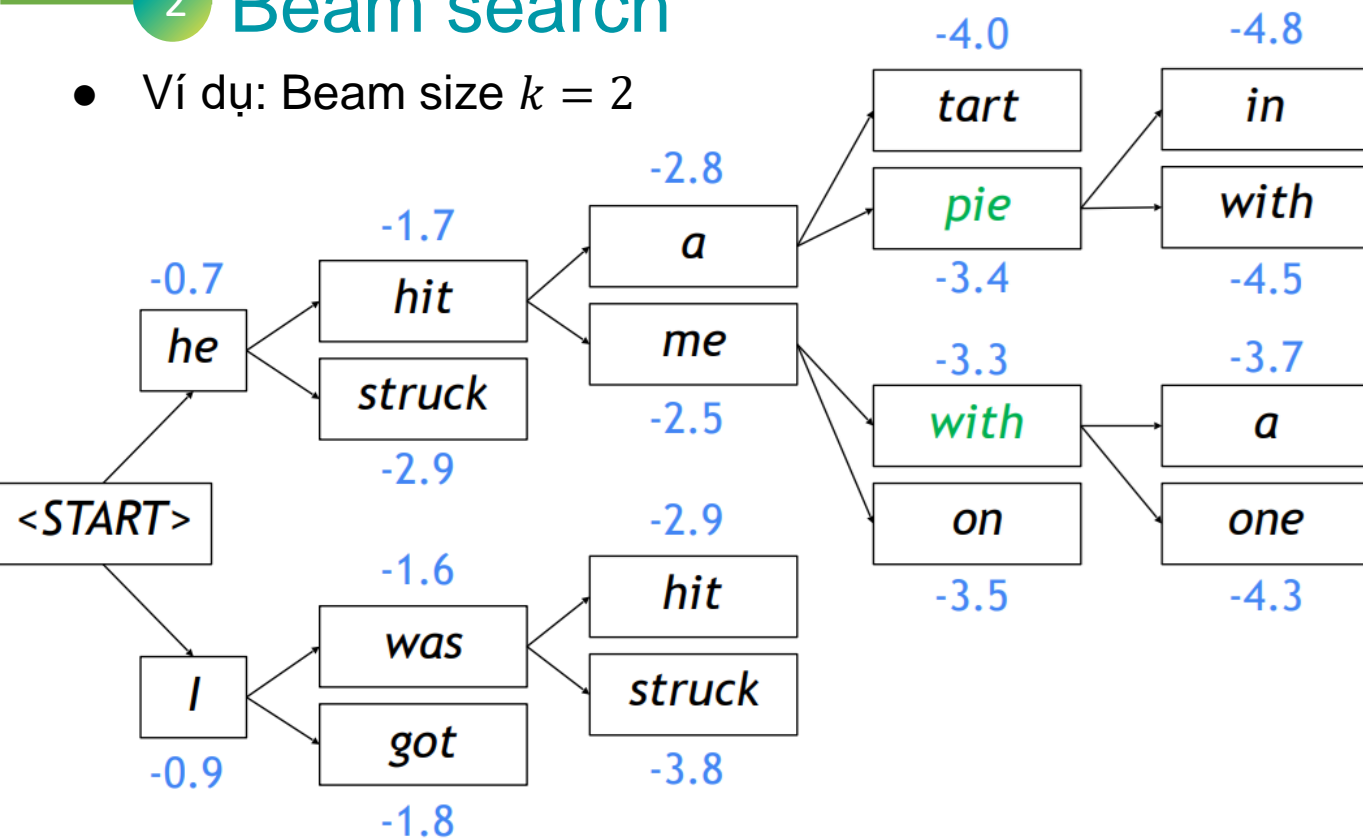 2 Beam search
● Ví dụ: Beam size k = 2
<START>
-0.7
he
I
-0.9
-1.7
hit
struck
-2.9
-1.6
was
got
-1.8
-2.8
a
me
-2.5
-2.9
hit
struck
-3.8
-4.0
tart
pie
-3.4
-3.3
with
on
-3.5
-4.8
in
with
-4.5
-3.7
a
one
-4.3